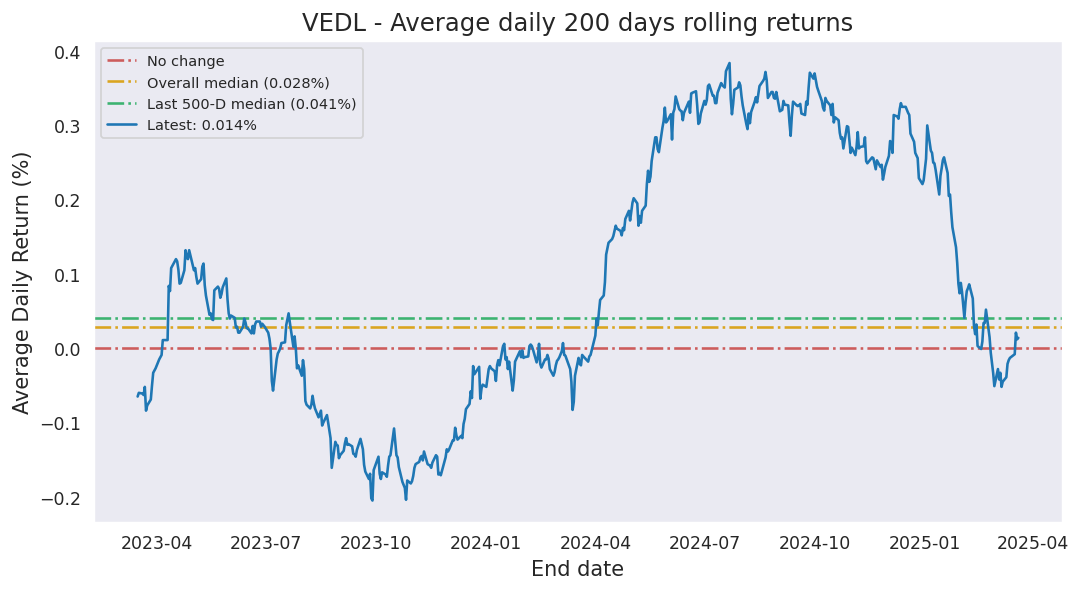 VEDL - Average daily 200 days rolling returns
No change
Overall median (0.028%)
Last 500-D median (0.041%)
Latest: 0.014%
Average Daily Return (%)
0.4
0.3
0.2
0.1
0.0
−0.1
−0.2
2023-04 2023-07 2023-10 2024-01 2024-04 2024-07 2024-10 2025-01 2025-04
End date